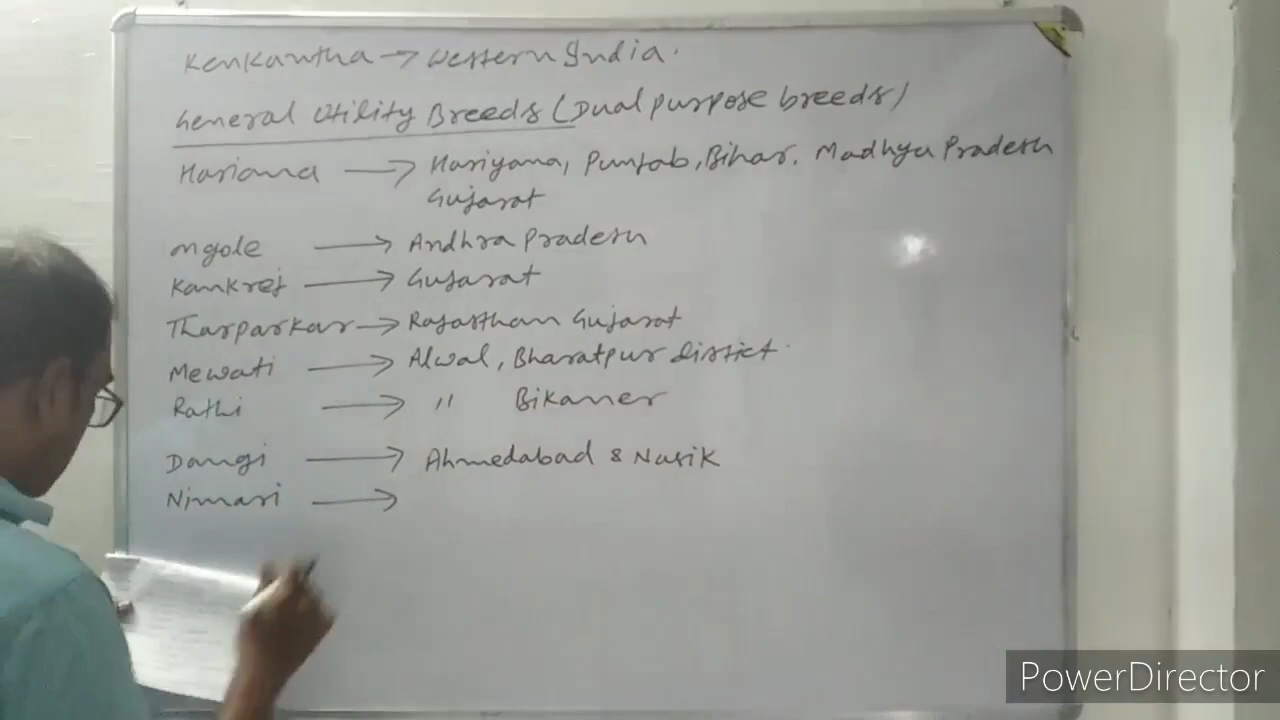 Kenkantha → Western India.
General Utility Breeds (Dual purpose breeds)
Hariana → Hariyana, Punjab, Bihar. Madhya Pradesh
Gujarat
ongole → Andhra Pradesh
Kankrej → Gujarat
Tharparkar → Rajasthan Gujarat
Mewati → Alwal, Bharatpur district.
Rathi → " Bikaner
Dangi → Ahmedabad & Nasik
Nimari →
PowerDirector